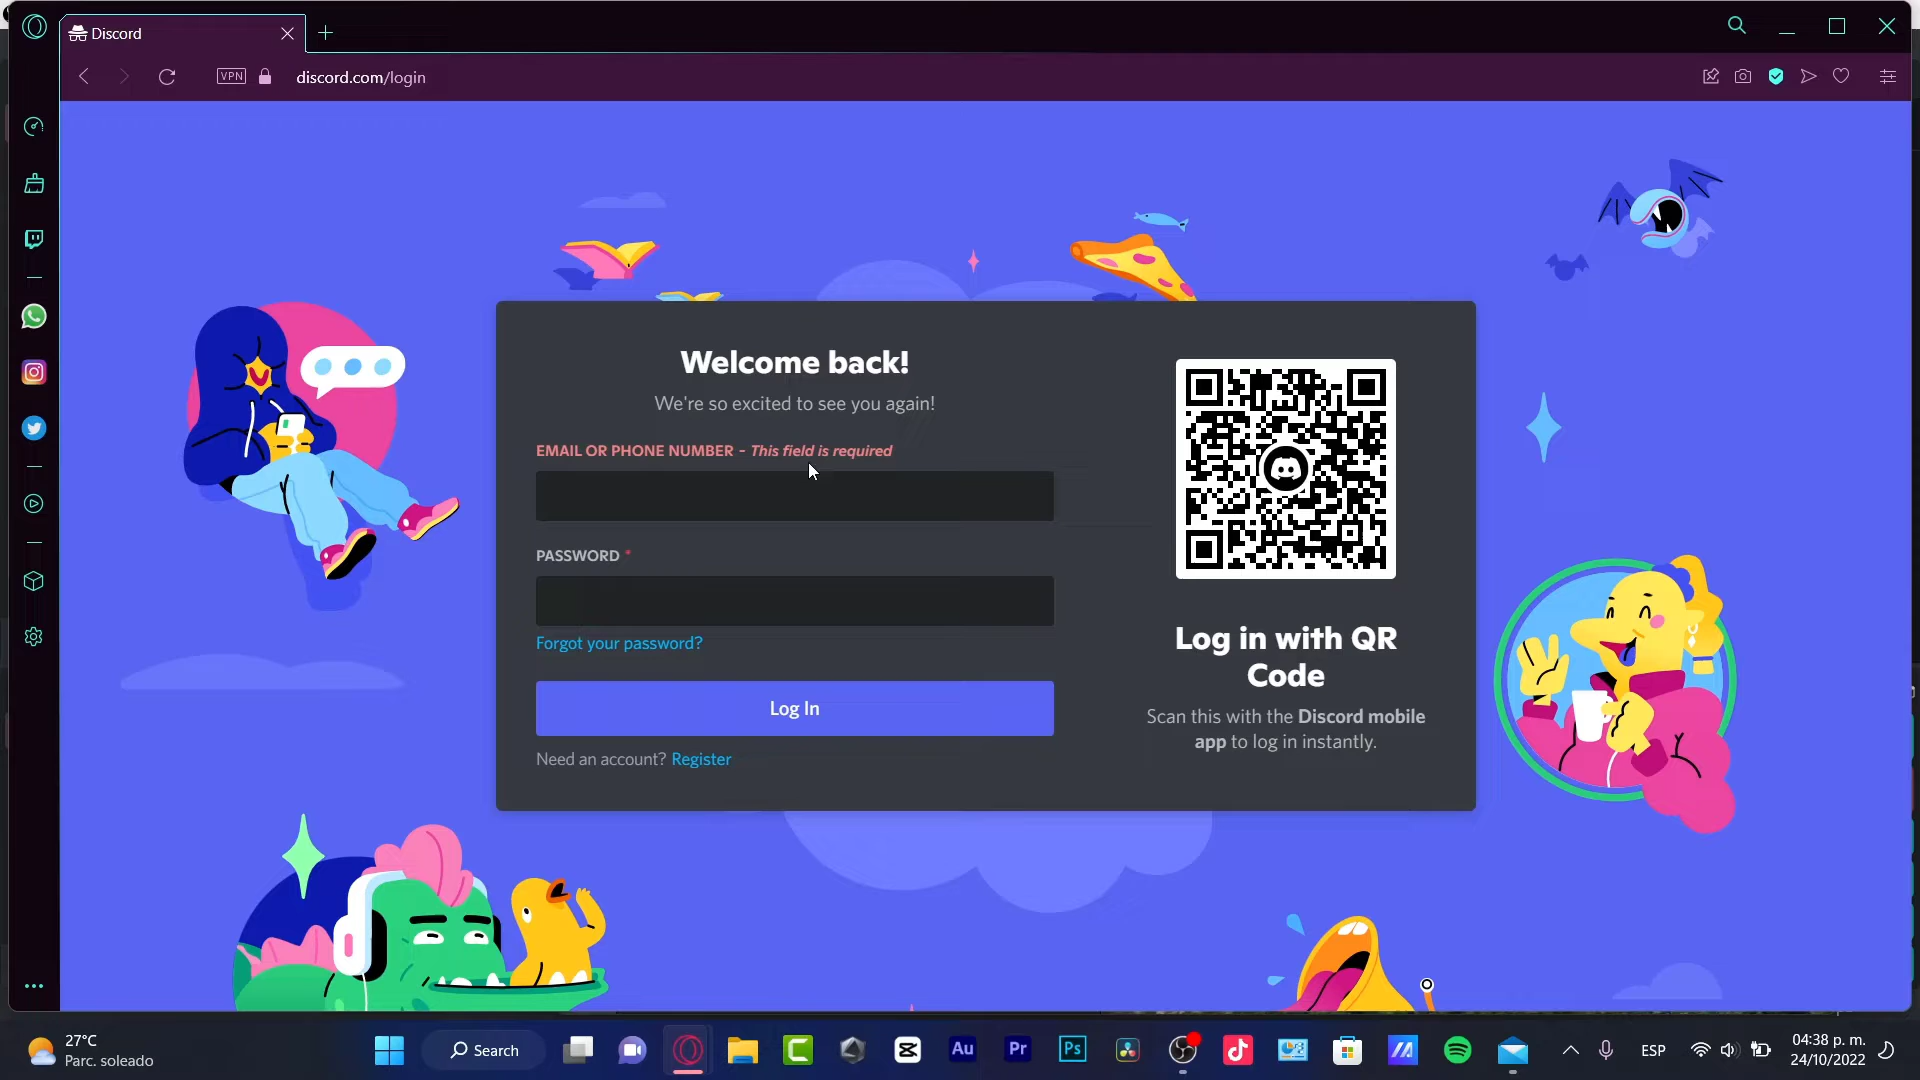 Discord
VPN
discord.com/login
Welcome back!
We're so excited to see you again!
EMAIL OR PHONE NUMBER - This field is required
PASSWORD *
Forgot your password?
Log In
Need an account? Register
Log in with QR
Code
Scan this with the Discord mobile
app to log in instantly.
27°C
Parc. soleado
Search
Au
Pr
Ps
ESP
04:38 p. m.
24/10/2022